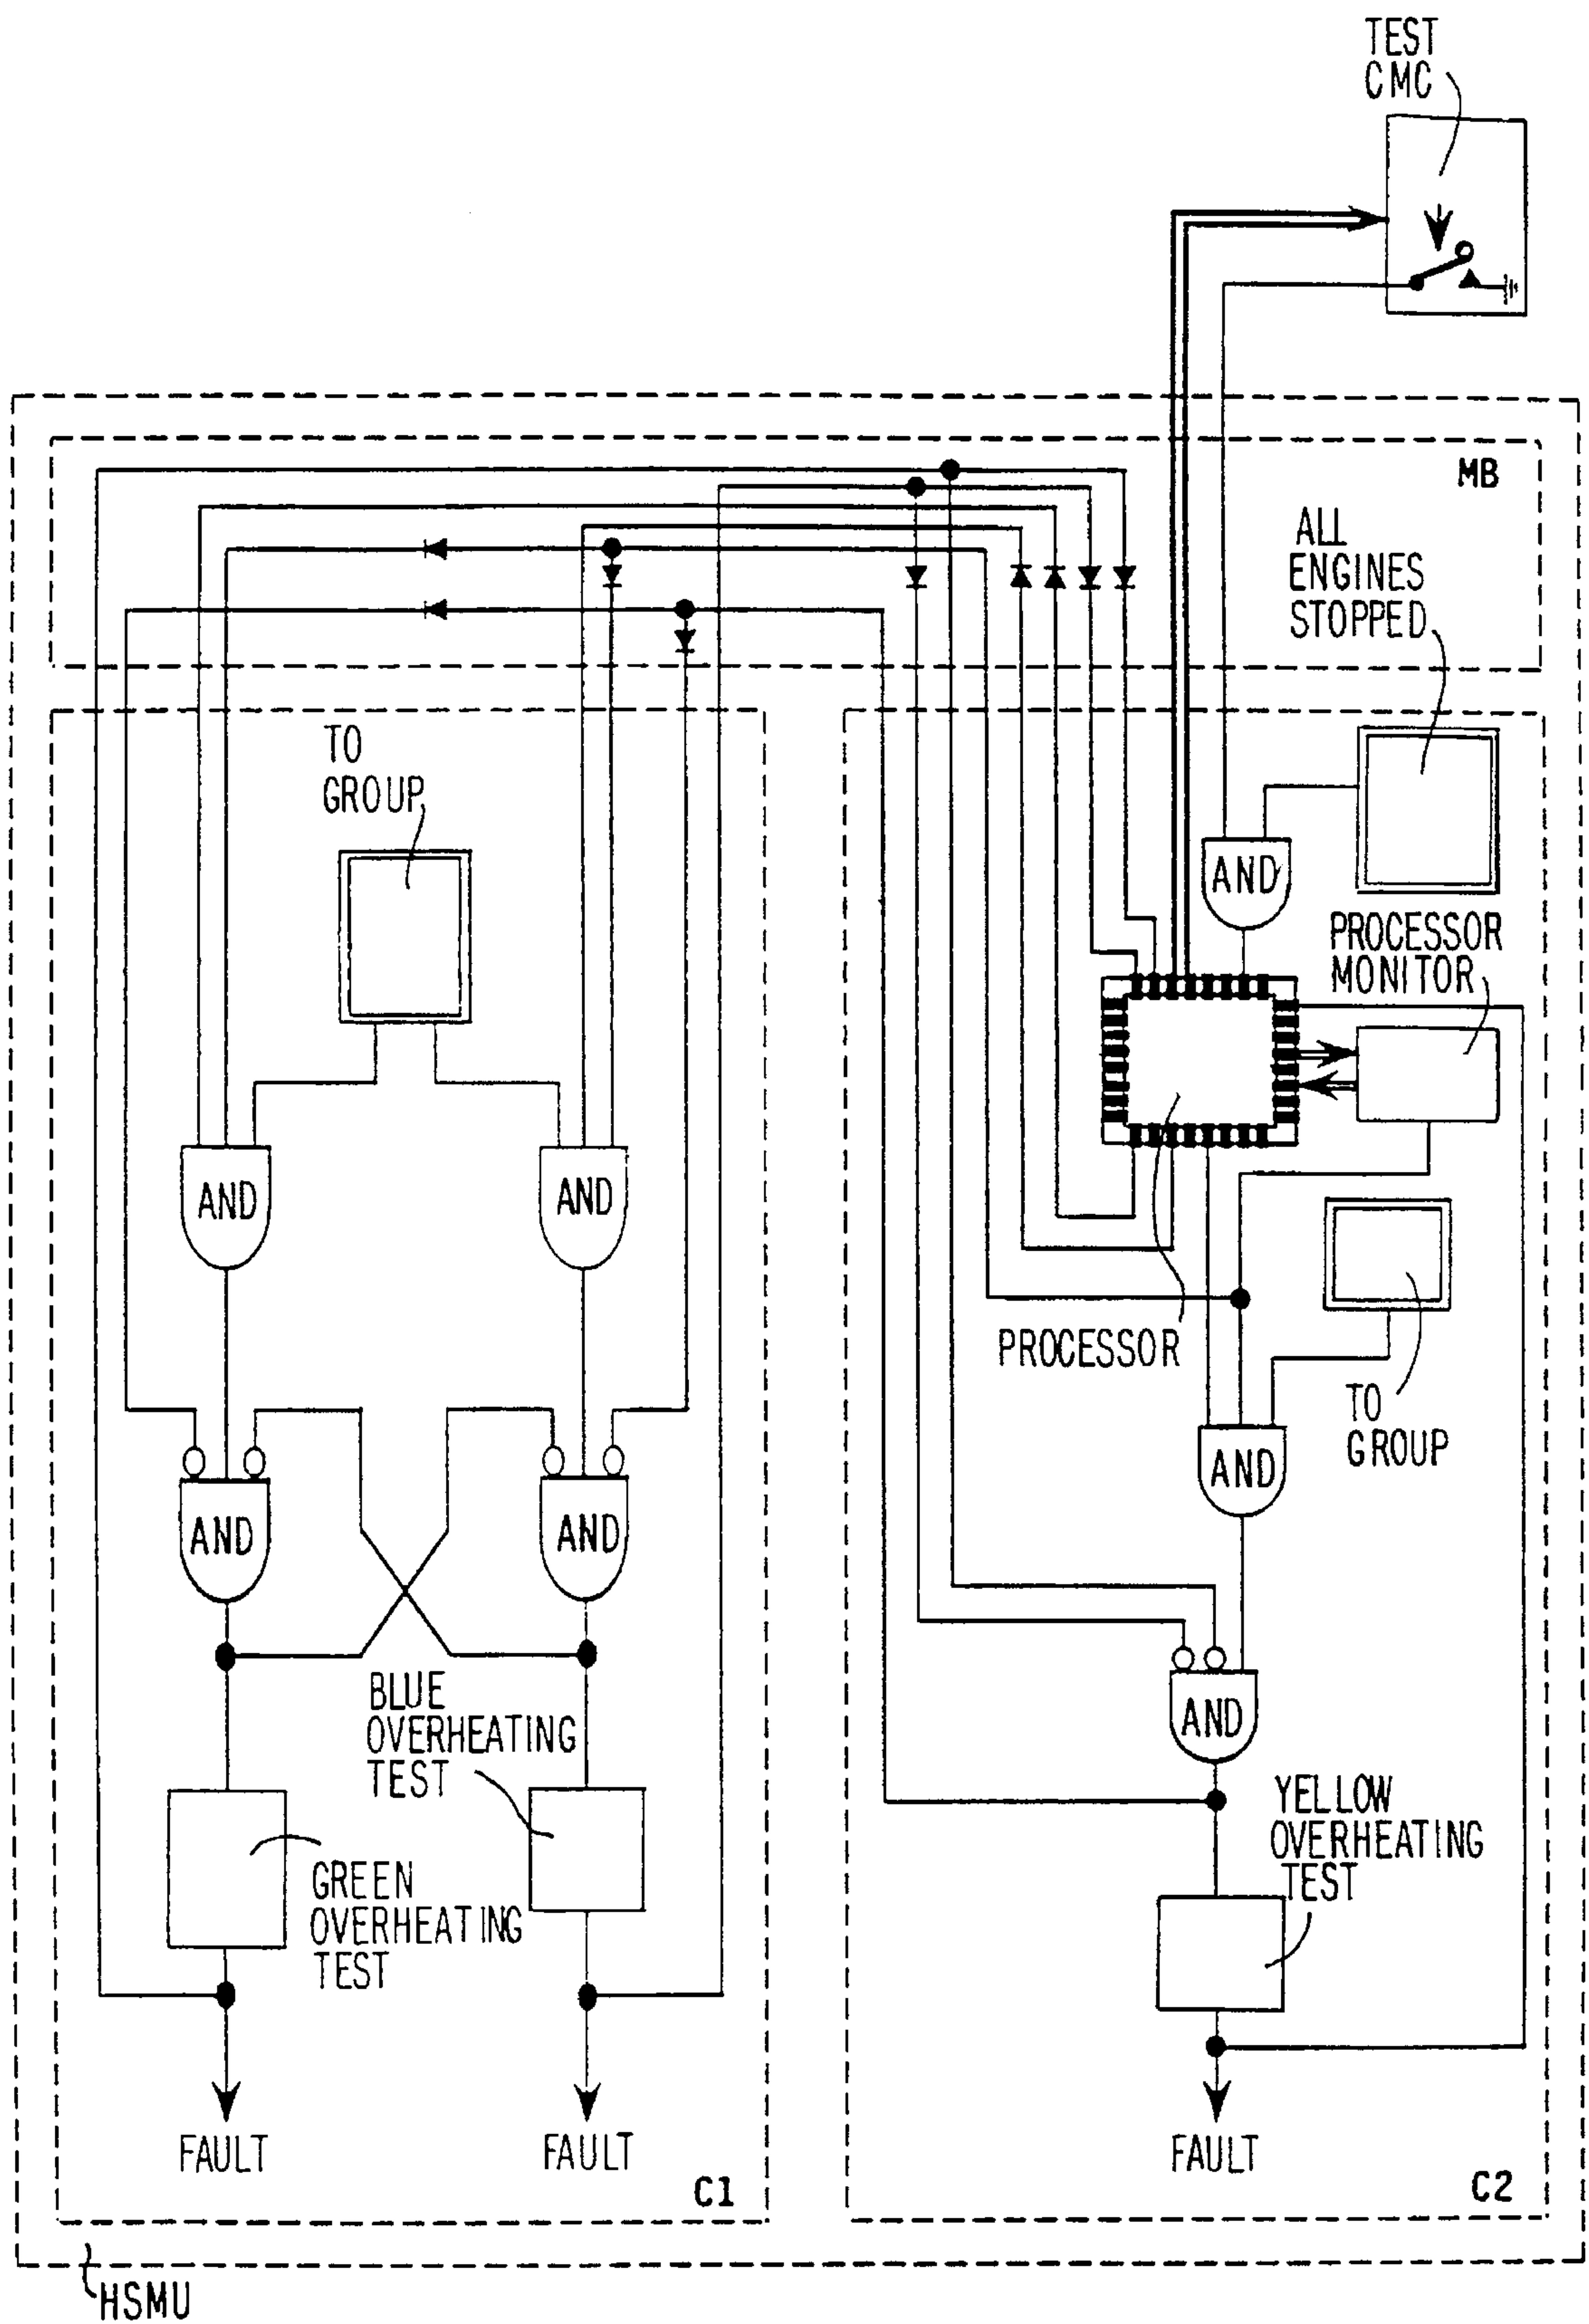 TEST
CMC
MB
ALL
ENGINES
STOPPED
TO
GROUP
AND
PROCESSOR
MONITOR
AND
AND
PROCESSOR
TO
GROUP
AND
AND
AND
AND
BLUE
OVERHEATING
TEST
YELLOW
OVERHEATING
TEST
GREEN
OVERHEATING
TEST
FAULT
FAULT
FAULT
C1
C2
HSMU